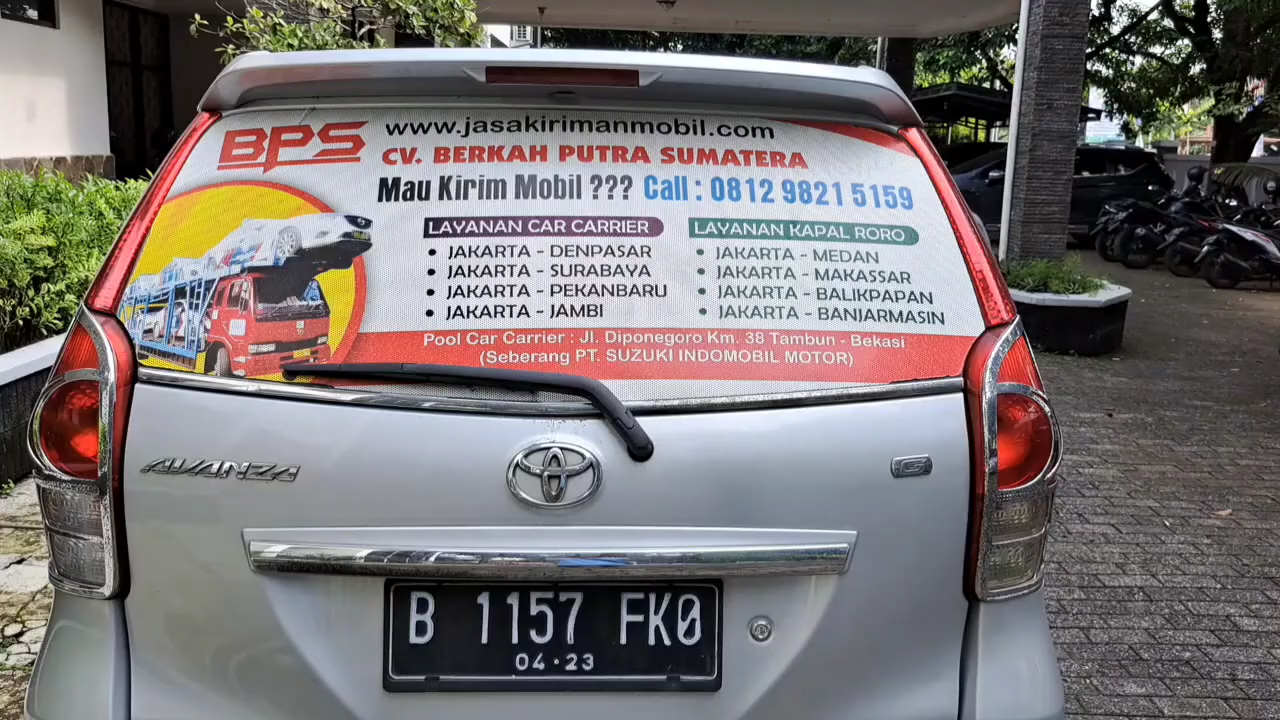 BPS
www.jasakirimanmobil.com
CV. BERKAH PUTRA SUMATERA
Mau Kirim Mobil ??? Call : 0812 9821 5159
LAYANAN CAR CARRIER
• JAKARTA - DENPASAR
• JAKARTA - SURABAYA
• JAKARTA - PEKANBARU
• JAKARTA - JAMBI
LAYANAN KAPAL RORO
• JAKARTA - MEDAN
• JAKARTA - MAKASSAR
• JAKARTA - BALIKPAPAN
• JAKARTA - BANJARMASIN
Pool Car Carrier : Jl. Diponegoro Km. 38 Tambun - Bekasi
(Seberang PT. SUZUKI INDOMOBIL MOTOR)
AVANZA
G
B 1157 FKO
04·23